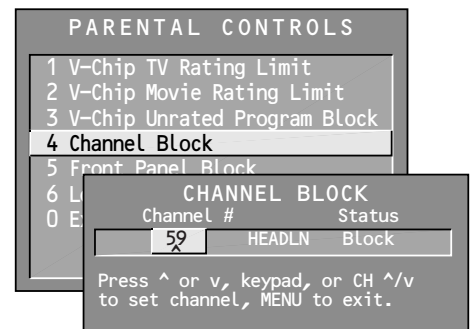 PARENTAL CONTROLS
1 V-Chip TV Rating Limit
2 V-Chip Movie Rating Limit
3 V-Chip Unrated Program Block
4 Channel Block
5 Front Panel Block
6
0
CHANNEL BLOCK
Channel # Status
59 HEADLN Block
Press ^ or v, keypad, or CH ^/v
to set channel, MENU to exit.